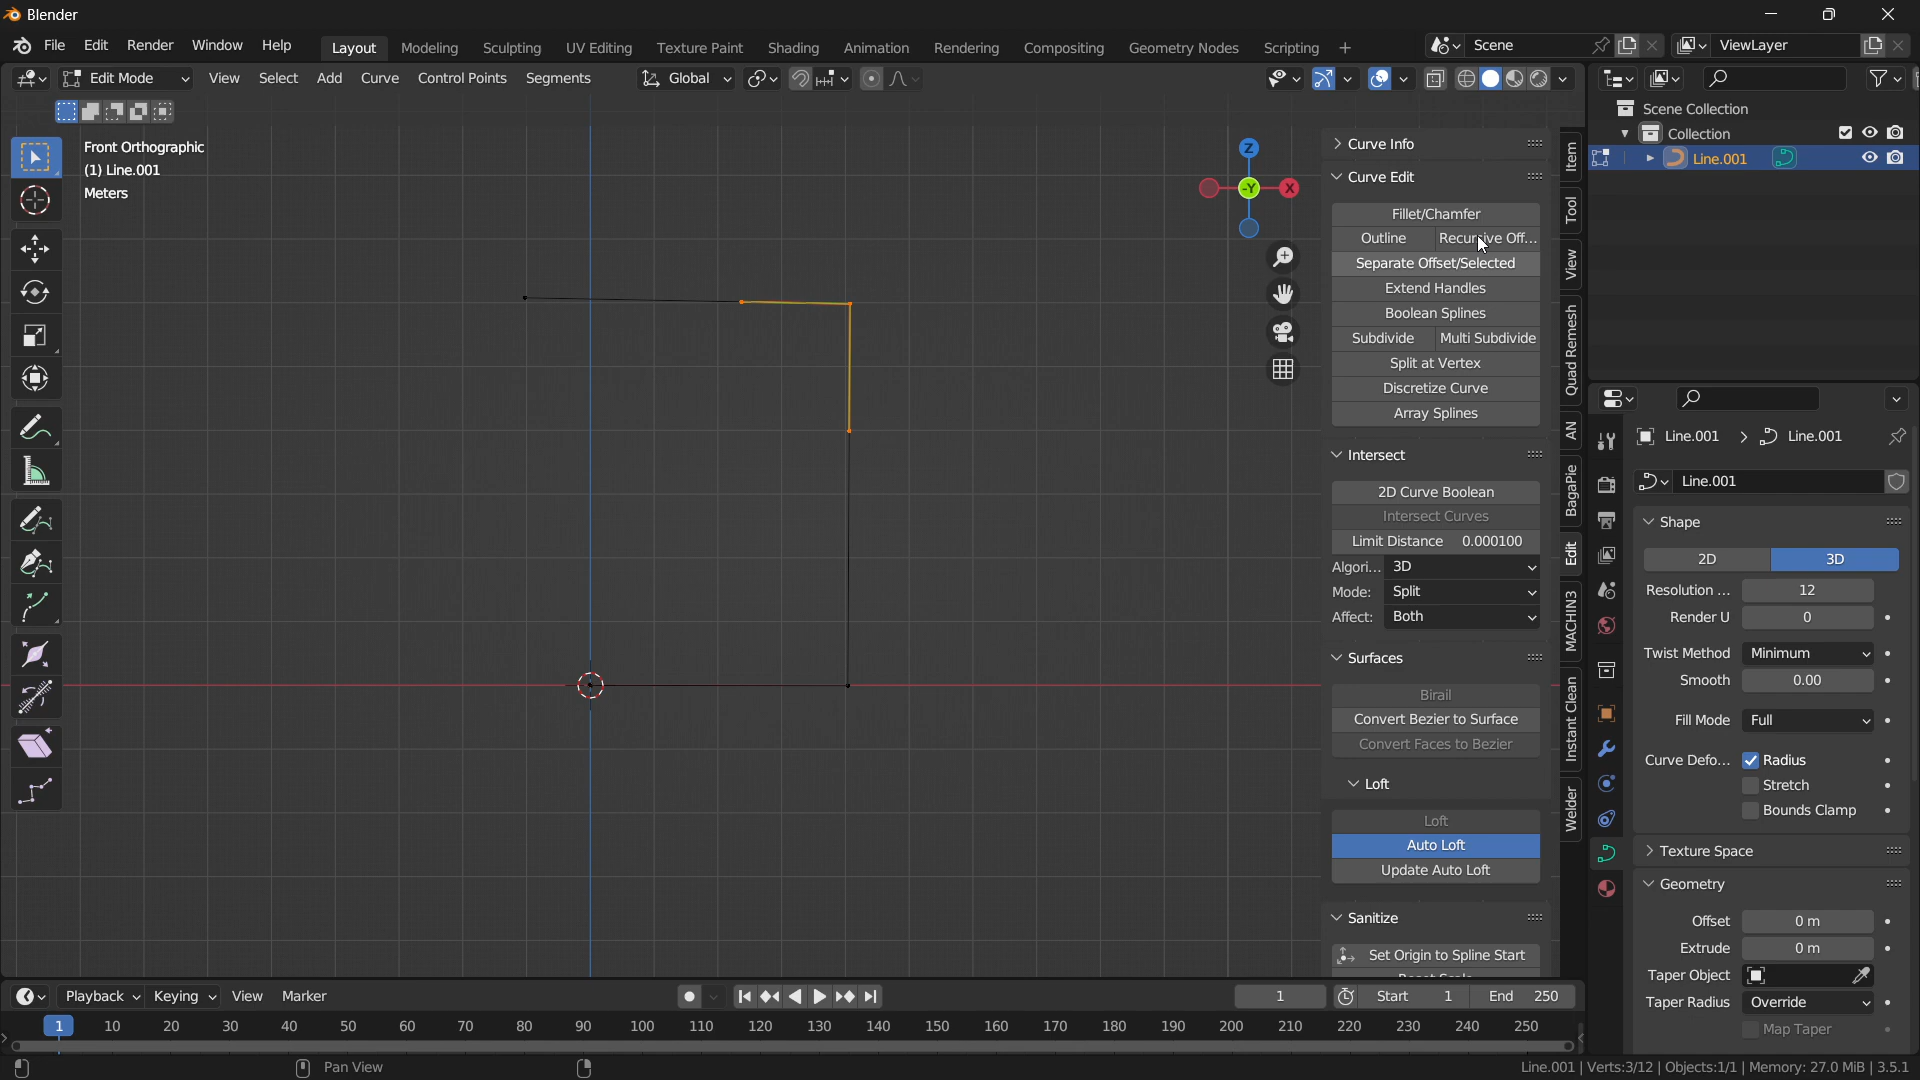 Blender
File Edit Render Window Help Layout Modeling Sculpting UV Editing Texture Paint Shading Animation Rendering Compositing Geometry Nodes Scripting + Scene ViewLayer
Edit Mode View Select Add Curve Control Points Segments Global
Front Orthographic
(1) Line.001
Meters
Z
-Y X
Curve Info
Curve Edit
Fillet/Chamfer
Outline Recursive Off...
Separate Offset/Selected
Extend Handles
Boolean Splines
Subdivide Multi Subdivide
Split at Vertex
Discretize Curve
Array Splines
Intersect
2D Curve Boolean
Intersect Curves
Limit Distance 0.000100
Algori... 3D
Mode: Split
Affect: Both
Surfaces
Birail
Convert Bezier to Surface
Convert Faces to Bezier
Loft
Loft
Auto Loft
Update Auto Loft
Sanitize
Set Origin to Spline Start
Item
Tool
View
Quad Remesh
AN
BagaPie
Edit
MACHIN3
Instant Clean
Welder
Scene Collection
Collection
Line.001
Line.001 Line.001
Line.001
Shape
2D 3D
Resolution ... 12
Render U 0
Twist Method Minimum
Smooth 0.00
Fill Mode Full
Curve Defo... Radius
Stretch
Bounds Clamp
Texture Space
Geometry
Offset 0 m
Extrude 0 m
Taper Object
Taper Radius Override
Map Taper
Playback Keying View Marker 1 Start 1 End 250
1 10 20 30 40 50 60 70 80 90 100 110 120 130 140 150 160 170 180 190 200 210 220 230 240 250
Pan View
Line.001 | Verts:3/12 | Objects:1/1 | Memory: 27.0 MiB | 3.5.1